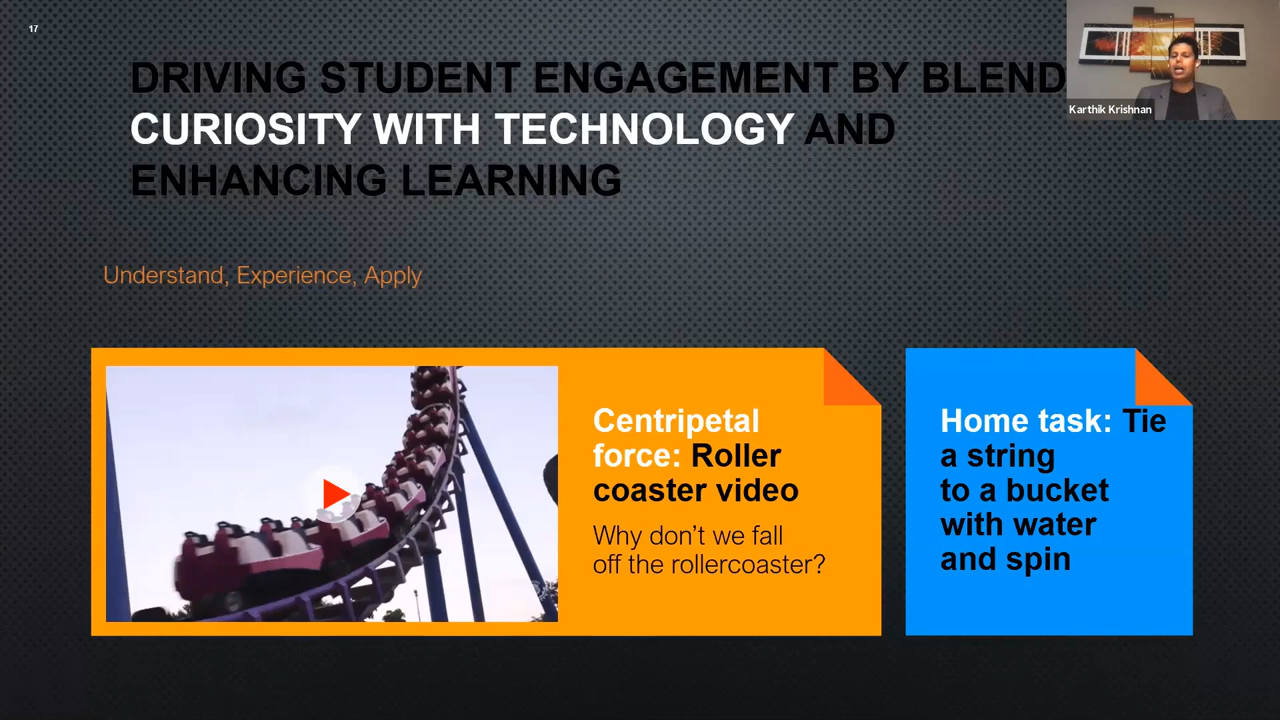 17
DRIVING STUDENT ENGAGEMENT BY BLEND
CURIOSITY WITH TECHNOLOGY AND
ENHANCING LEARNING
Karthik Krishnan
Understand, Experience, Apply
Centripetal
force: Roller
coaster video
Why don't we fall
off the rollercoaster?
Home task: Tie
a string
to a bucket
with water
and spin